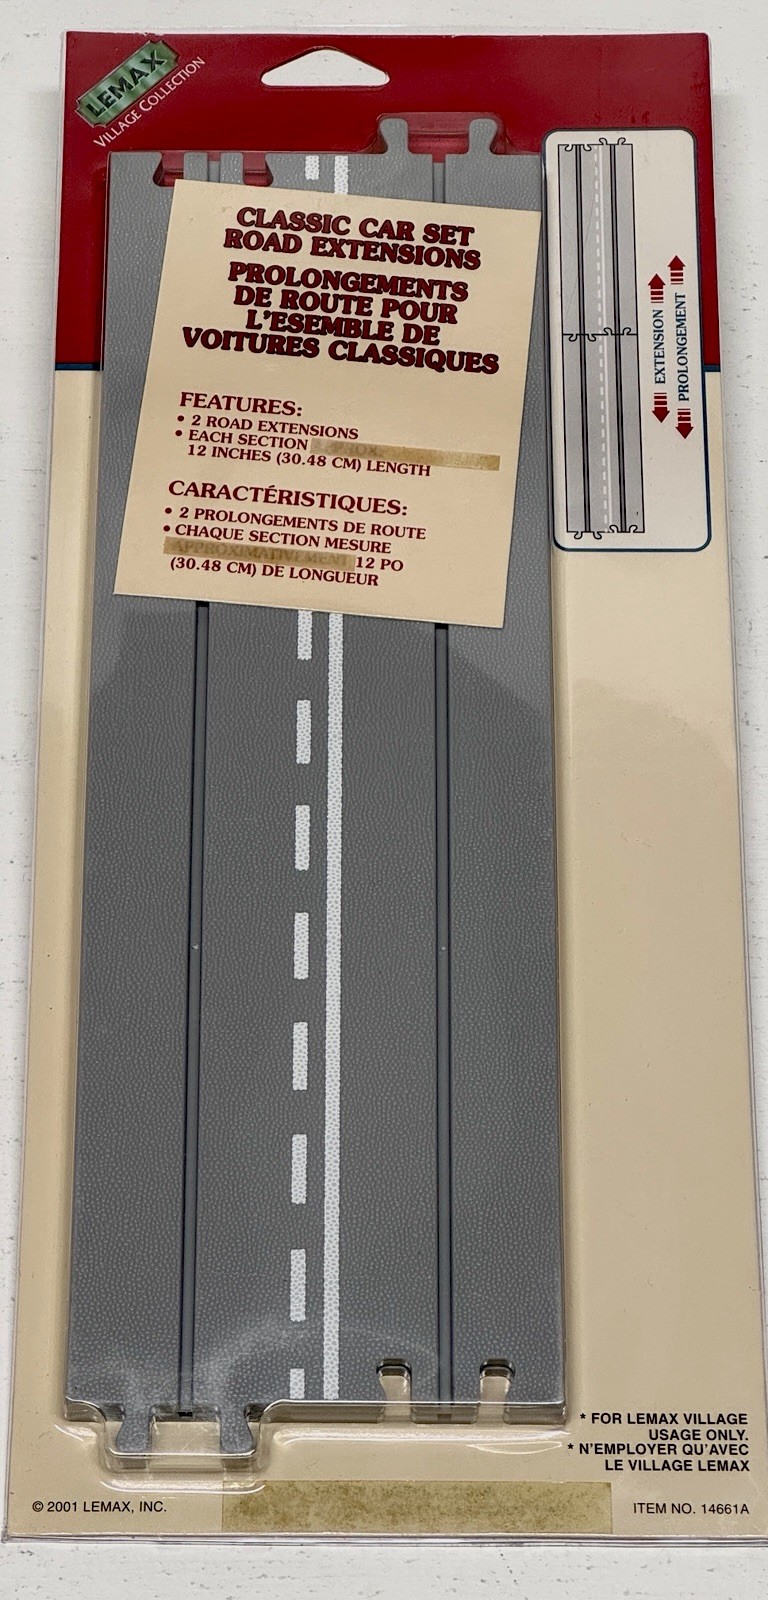 LEMAX
VILLAGE COLLECTION
CLASSIC CAR SET
ROAD EXTENSIONS
PROLONGEMENTS
DE ROUTE POUR
L'ESEMBLE DE
VOITURES CLASSIQUES
FEATURES:
• 2 ROAD EXTENSIONS
• EACH SECTION
12 INCHES (30.48 CM) LENGTH
CARACTÉRISTIQUES:
• 2 PROLONGEMENTS DE ROUTE
• CHAQUE SECTION MESURE
APPROXIMATIVEMENT 12 PO
(30.48 CM) DE LONGUEUR
EXTENSION
PROLONGEMENT
* FOR LEMAX VILLAGE
USAGE ONLY.
* N'EMPLOYER QU'AVEC
LE VILLAGE LEMAX
© 2001 LEMAX, INC.
ITEM NO. 14661A